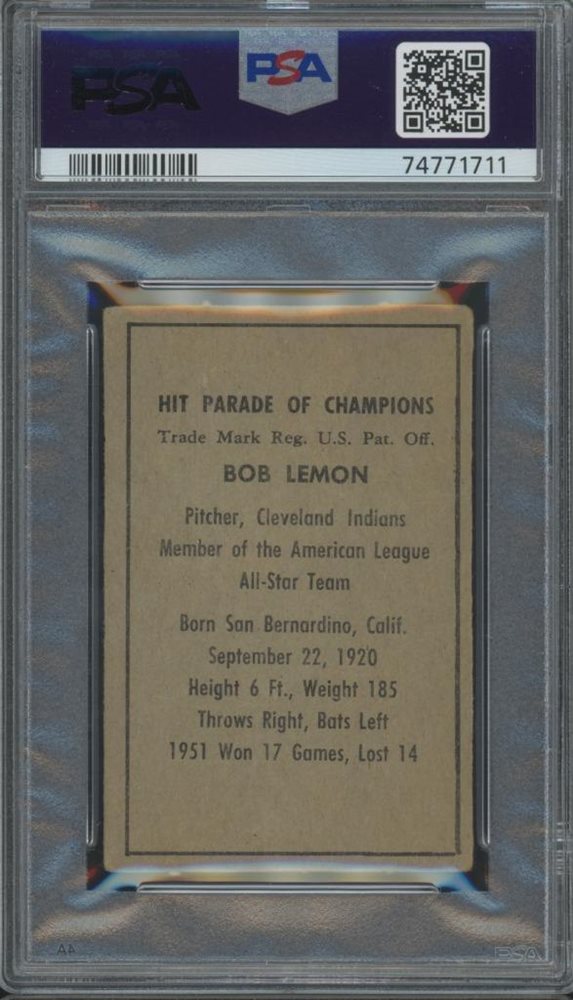 PSA
PSA
74771711
HIT PARADE OF CHAMPIONS
Trade Mark Reg. U.S. Pat. Off.
BOB LEMON
Pitcher, Cleveland Indians
Member of the American League
All-Star Team
Born San Bernardino, Calif.
September 22, 1920
Height 6 Ft., Weight 185
Throws Right, Bats Left
1951 Won 17 Games, Lost 14
PSA